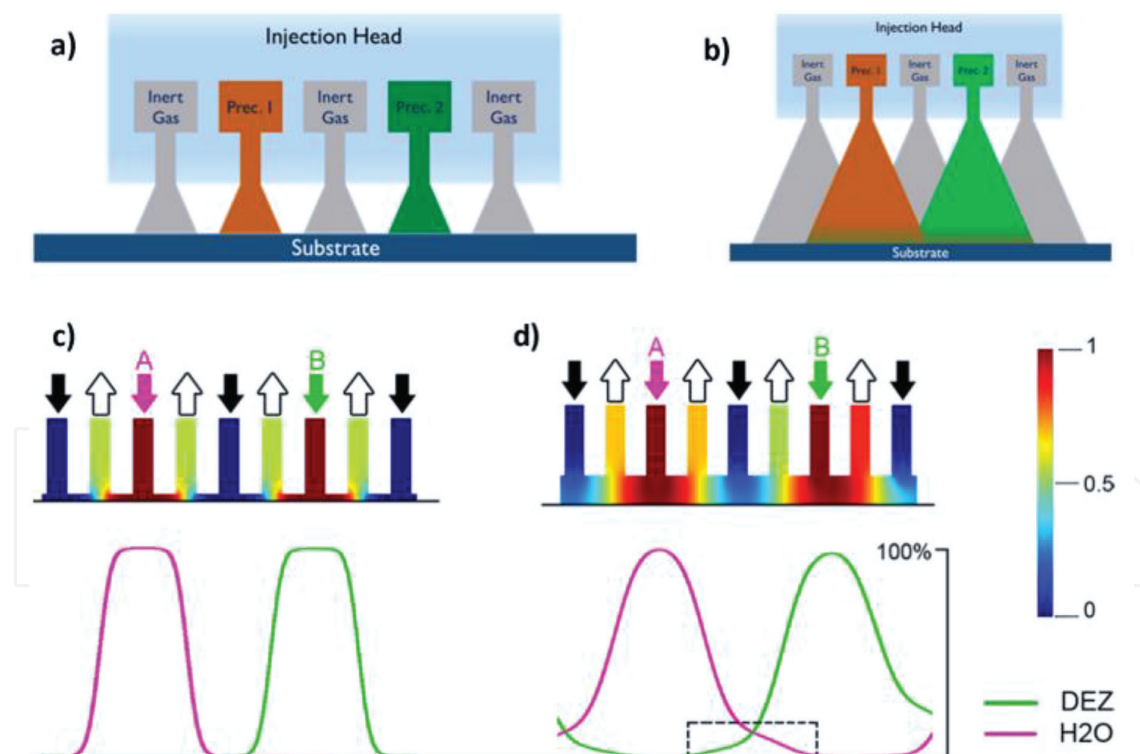 a)
Injection Head
Inert
Gas
Prec. 1
Inert
Gas
Prec. 2
Inert
Gas
Substrate
b)
Injection Head
Inert
Gas
Prec. 1
Inert
Gas
Prec. 2
Inert
Gas
Substrate
c)
A
B
d)
A
B
1
0.5
0
100%
DEZ
H2O